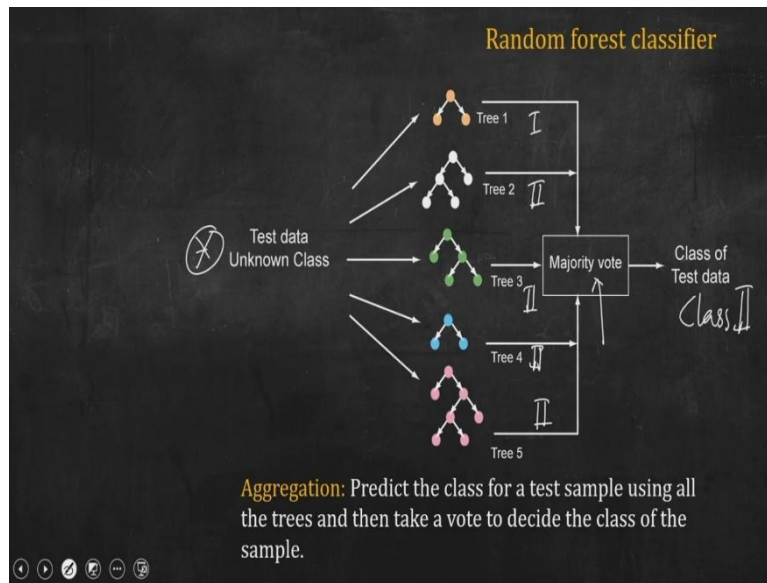 Random forest classifier
Tree 1
I
Tree 2
II
Test data
Unknown Class
X
Tree 3
II
Majority vote
Class of
Test data
Class II
Tree 4
II
II
Tree 5
Aggregation: Predict the class for a test sample using all
the trees and then take a vote to decide the class of the
sample.